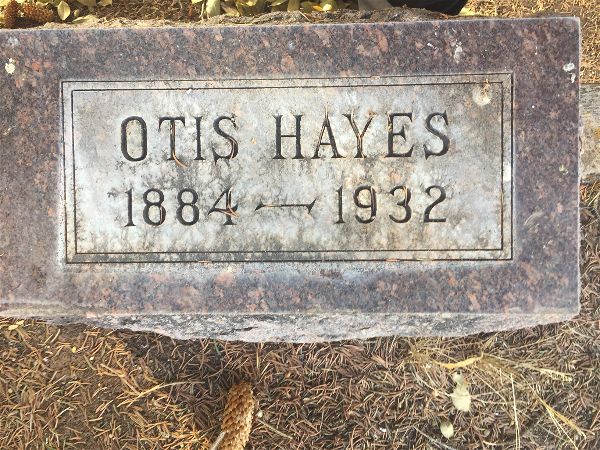 OTIS HAYES
1884 — 1932